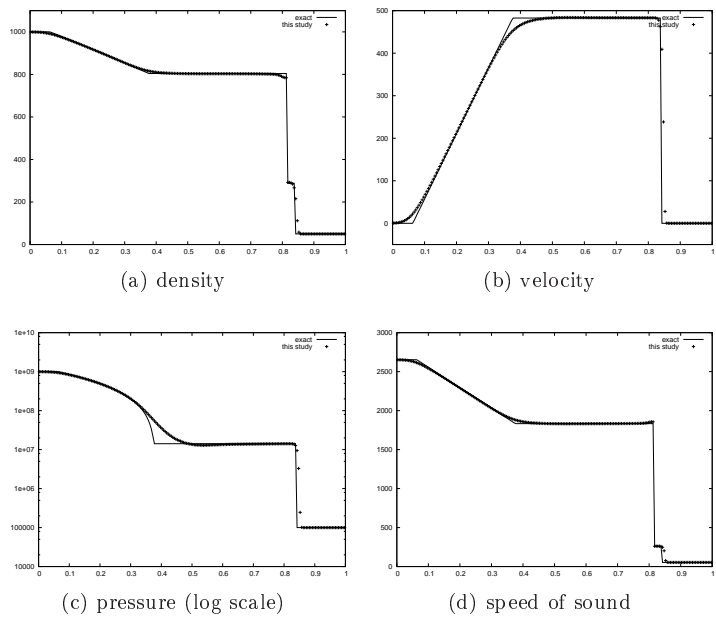 exact
this study
1000
800
600
400
200
0
0 0.1 0.2 0.3 0.4 0.5 0.6 0.7 0.8 0.9 1
(a) density
exact
this study
500
400
300
200
100
0
0 0.1 0.2 0.3 0.4 0.5 0.6 0.7 0.8 0.9 1
(b) velocity
exact
this study
1e+10
1e+09
1e+08
1e+07
1e+06
100000
10000
0 0.1 0.2 0.3 0.4 0.5 0.6 0.7 0.8 0.9 1
(c) pressure (log scale)
exact
this study
3000
2500
2000
1500
1000
500
0
0 0.1 0.2 0.3 0.4 0.5 0.6 0.7 0.8 0.9 1
(d) speed of sound